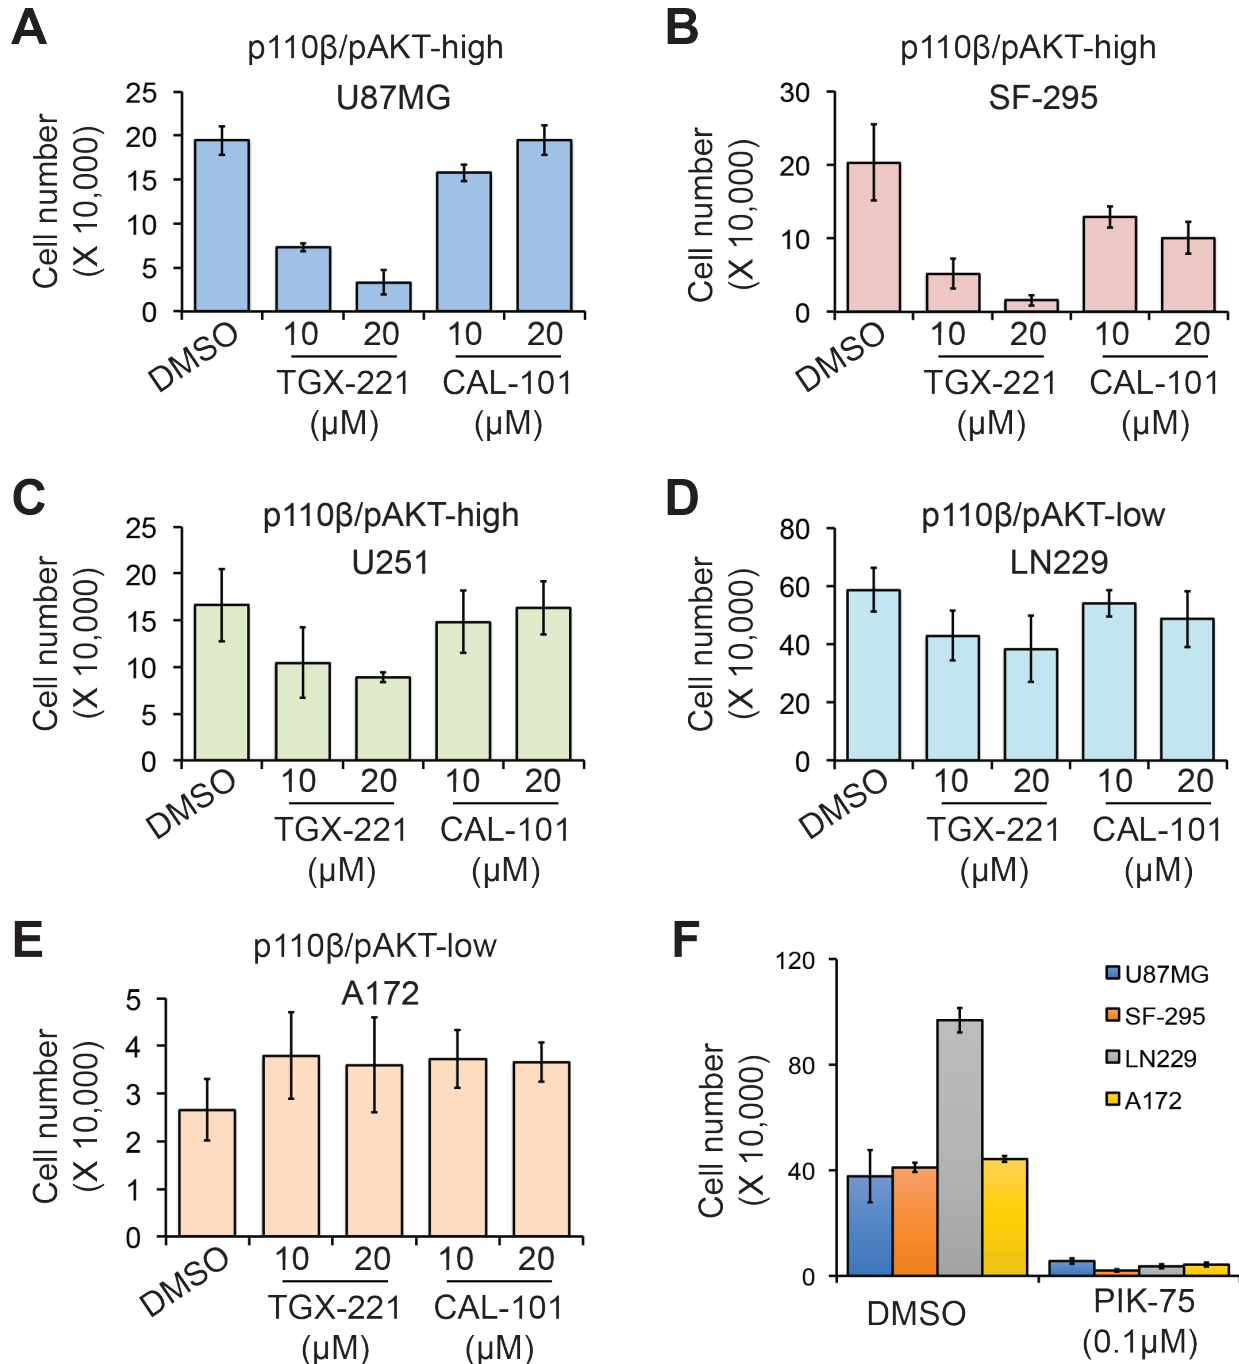 A
p110β/pAKT-high
U87MG
Cell number
(X 10,000)
25
20
15
10
5
0
DMSO
10 20 10 20
TGX-221 CAL-101
(μM) (μM)
B
p110β/pAKT-high
SF-295
Cell number
(X 10,000)
30
20
10
0
DMSO
10 20 10 20
TGX-221 CAL-101
(μM) (μM)
C
p110β/pAKT-high
U251
Cell number
(X 10,000)
25
20
15
10
5
0
DMSO
10 20 10 20
TGX-221 CAL-101
(μM) (μM)
D
p110β/pAKT-low
LN229
Cell number
(X 10,000)
80
60
40
20
0
DMSO
10 20 10 20
TGX-221 CAL-101
(μM) (μM)
E
p110β/pAKT-low
A172
Cell number
(X 10,000)
5
4
3
2
1
0
DMSO
10 20 10 20
TGX-221 CAL-101
(μM) (μM)
F
Cell number
(X 10,000)
120
80
40
0
U87MG
SF-295
LN229
A172
DMSO PIK-75
(0.1μM)